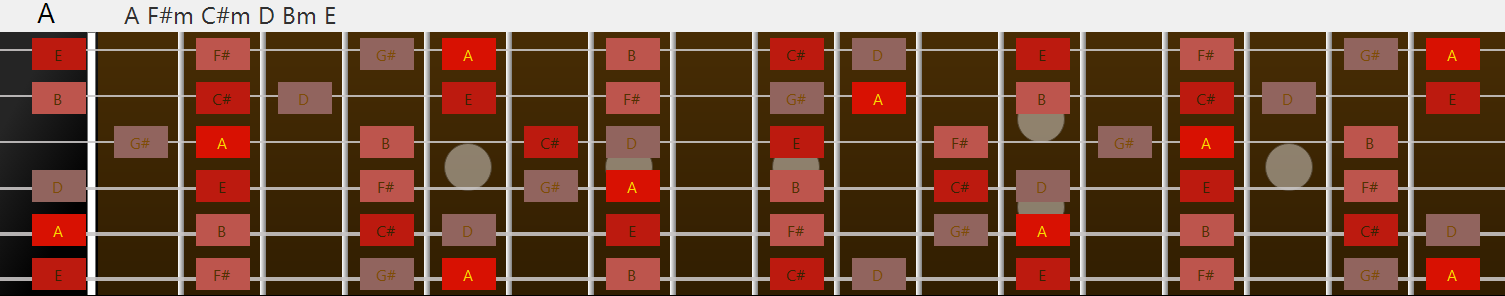 A A F#m C#m D Bm E
E F# G# A B C# D E F# G# A
B C# D E F# G# A B C# D E
G# A B C# D E F# G# A B
D E F# G# A B C# D E F#
A B C# D E F# G# A B C# D
E F# G# A B C# D E F# G# A